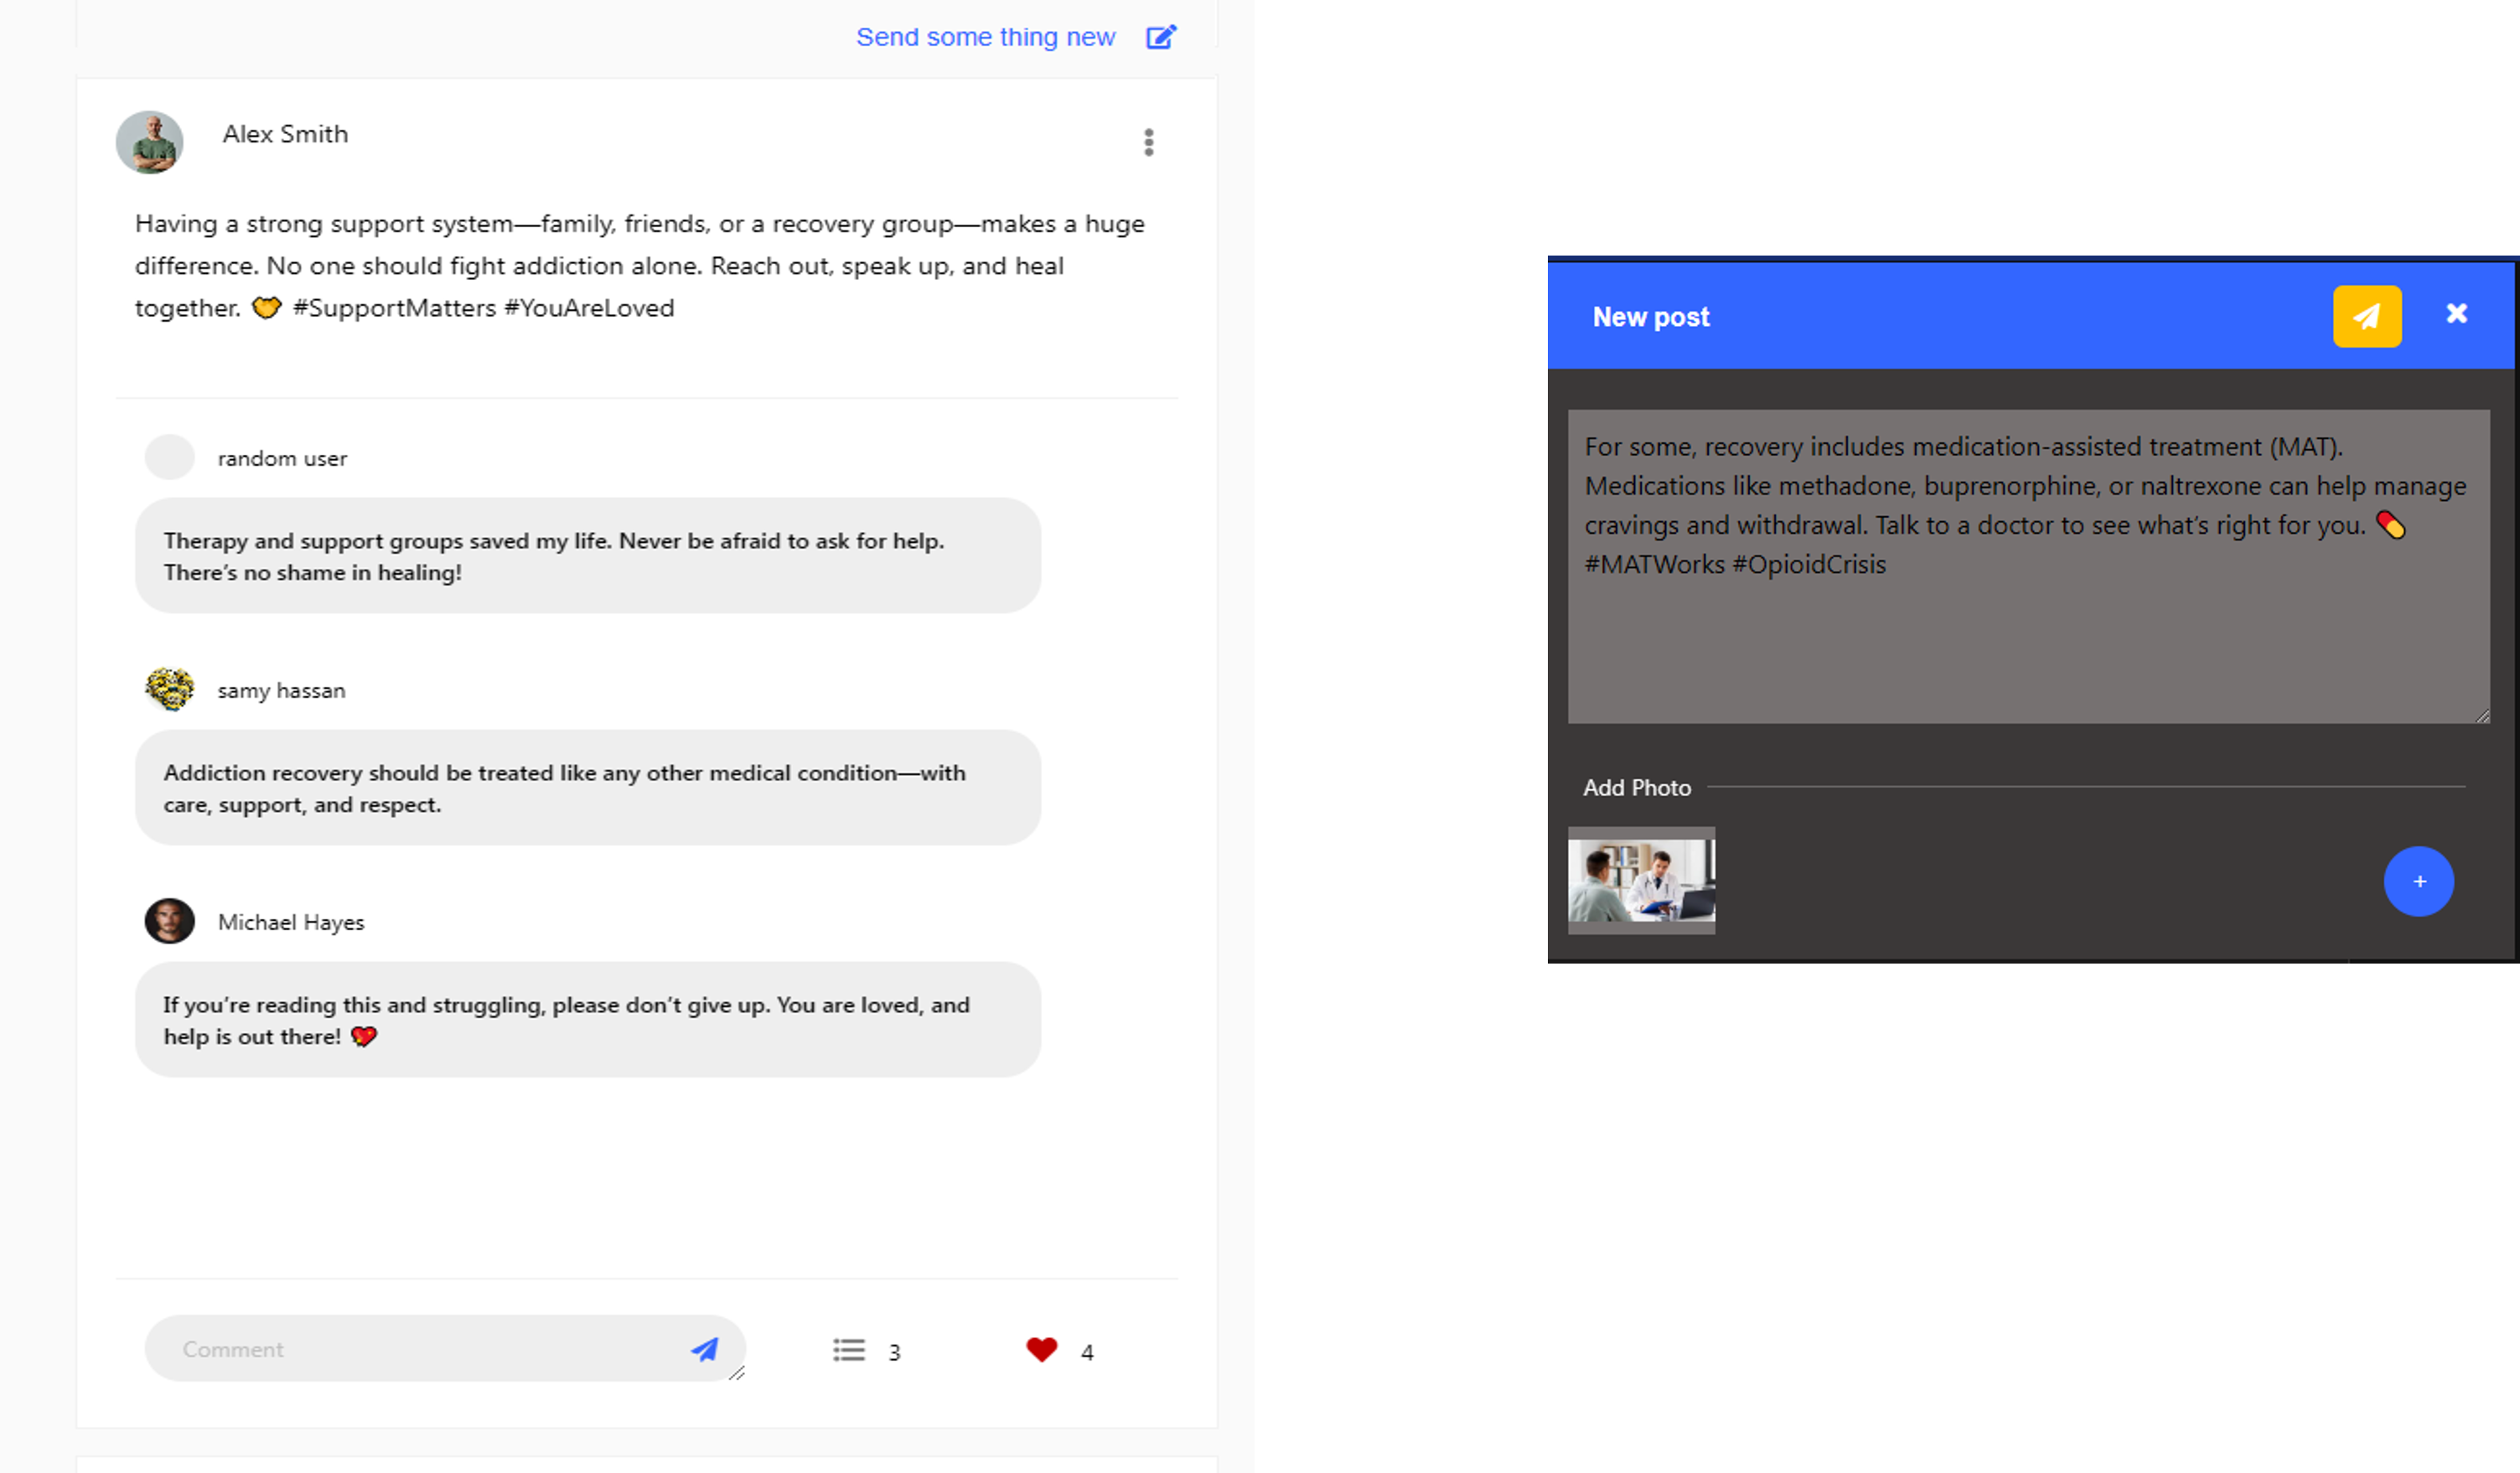 Send some thing new
Alex Smith
Having a strong support system—family, friends, or a recovery group—makes a huge
difference. No one should fight addiction alone. Reach out, speak up, and heal
together. 🤝 #SupportMatters #YouAreLoved
random user
Therapy and support groups saved my life. Never be afraid to ask for help.
There’s no shame in healing!
samy hassan
Addiction recovery should be treated like any other medical condition—with
care, support, and respect.
Michael Hayes
If you’re reading this and struggling, please don’t give up. You are loved, and
help is out there! 💖
Comment
3
4
New post
For some, recovery includes medication-assisted treatment (MAT).
Medications like methadone, buprenorphine, or naltrexone can help manage
cravings and withdrawal. Talk to a doctor to see what’s right for you. 💊
#MATWorks #OpioidCrisis
Add Photo
+